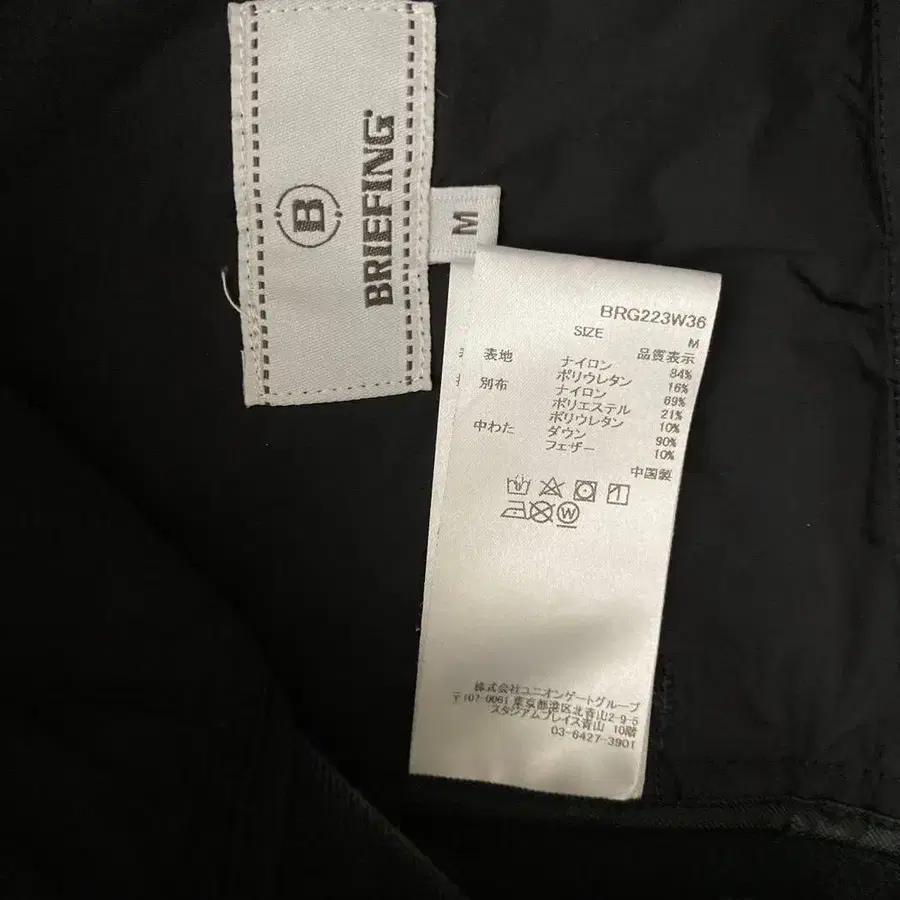 B
BRIEFING
M
BRG223W36
SIZE M
品質表示
表地 ナイロン 84%
ポリウレタン 16%
別布 ナイロン 69%
ポリエステル 21%
ポリウレタン 10%
中わた ダウン 90%
フェザー 10%
中国製
W
株式会社ユニオンゲートグループ
〒107-0061 東京都港区北青山2-9-5
スタジアムプレイス青山 10階
03-6427-3901